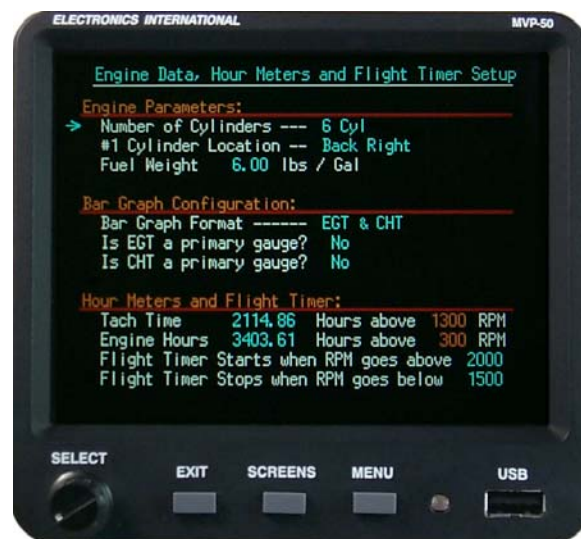 ELECTRONICS INTERNATIONAL MVP-50
Engine Data, Hour Meters and Flight Timer Setup
Engine Parameters:
Number of Cylinders --- 6 Cyl
#1 Cylinder Location -- Back Right
Fuel Weight 6.00 lbs / Gal
Bar Graph Configuration:
Bar Graph Format ------ EGT & CHT
Is EGT a primary gauge? No
Is CHT a primary gauge? No
Hour Meters and Flight Timer:
Tach Time 2114.86 Hours above 1300 RPM
Engine Hours 3403.61 Hours above 300 RPM
Flight Timer Starts when RPM goes above 2000
Flight Timer Stops when RPM goes below 1500
SELECT EXIT SCREENS MENU USB